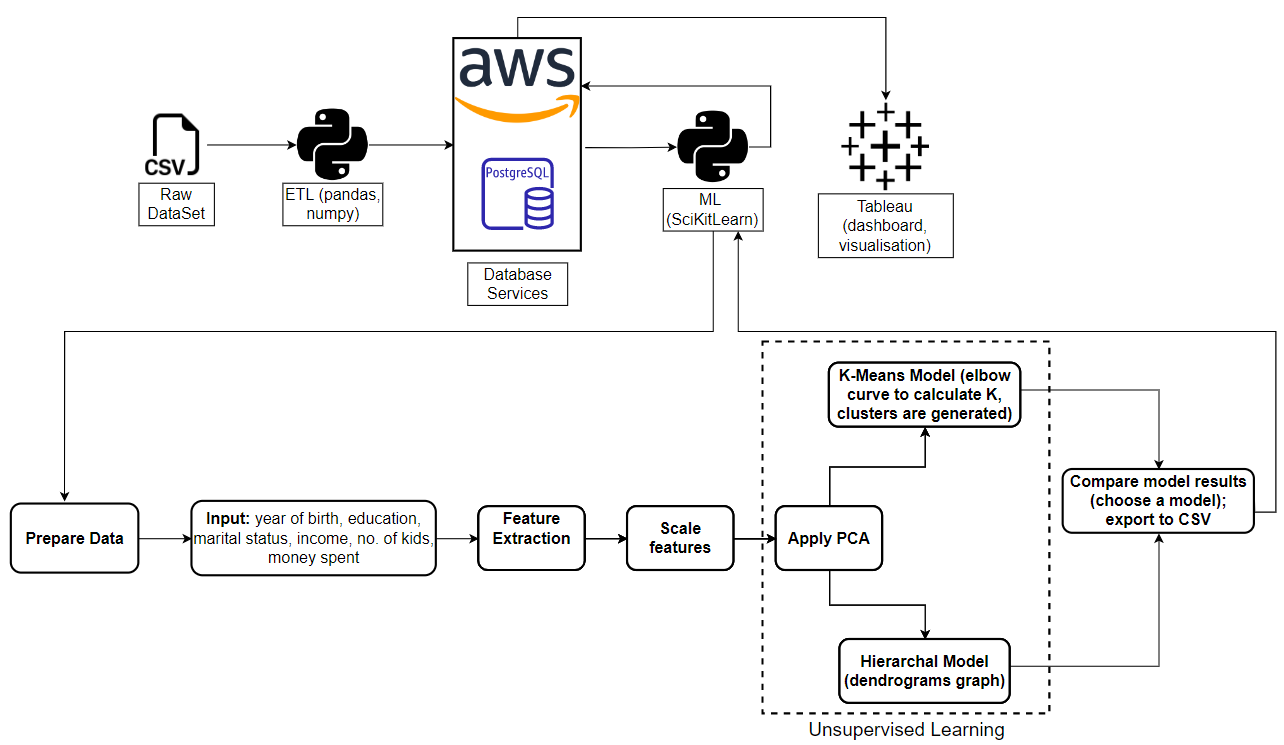 aws
PostgreSQL
CSV
Raw
DataSet
ETL (pandas,
numpy)
Database
Services
ML
(SciKitLearn)
Tableau
(dashboard,
visualisation)
K-Means Model (elbow
curve to calculate K,
clusters are generated)
Compare model results
(choose a model);
export to CSV
Prepare Data
Input: year of birth, education,
marital status, income, no. of kids,
money spent
Feature
Extraction
Scale
features
Apply PCA
Hierarchal Model
(dendrograms graph)
Unsupervised Learning